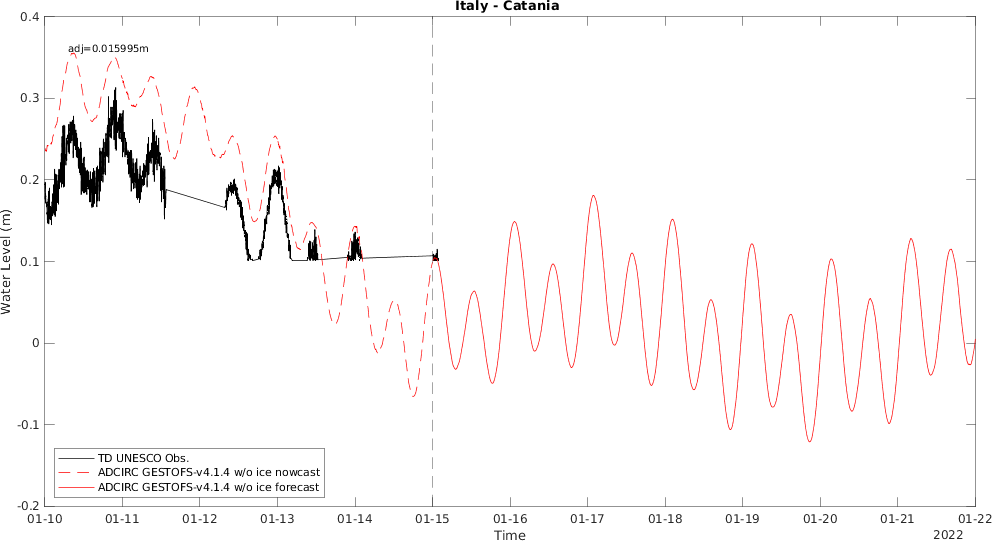 Italy - Catania
0.4
adj=0.015995m
0.3
0.2
0.1
0
-0.1
-0.2
Water Level (m)
TD UNESCO Obs.
ADCIRC GESTOFS-v4.1.4 w/o ice nowcast
ADCIRC GESTOFS-v4.1.4 w/o ice forecast
01-10 01-11 01-12 01-13 01-14 01-15 01-16 01-17 01-18 01-19 01-20 01-21 01-22
Time
2022